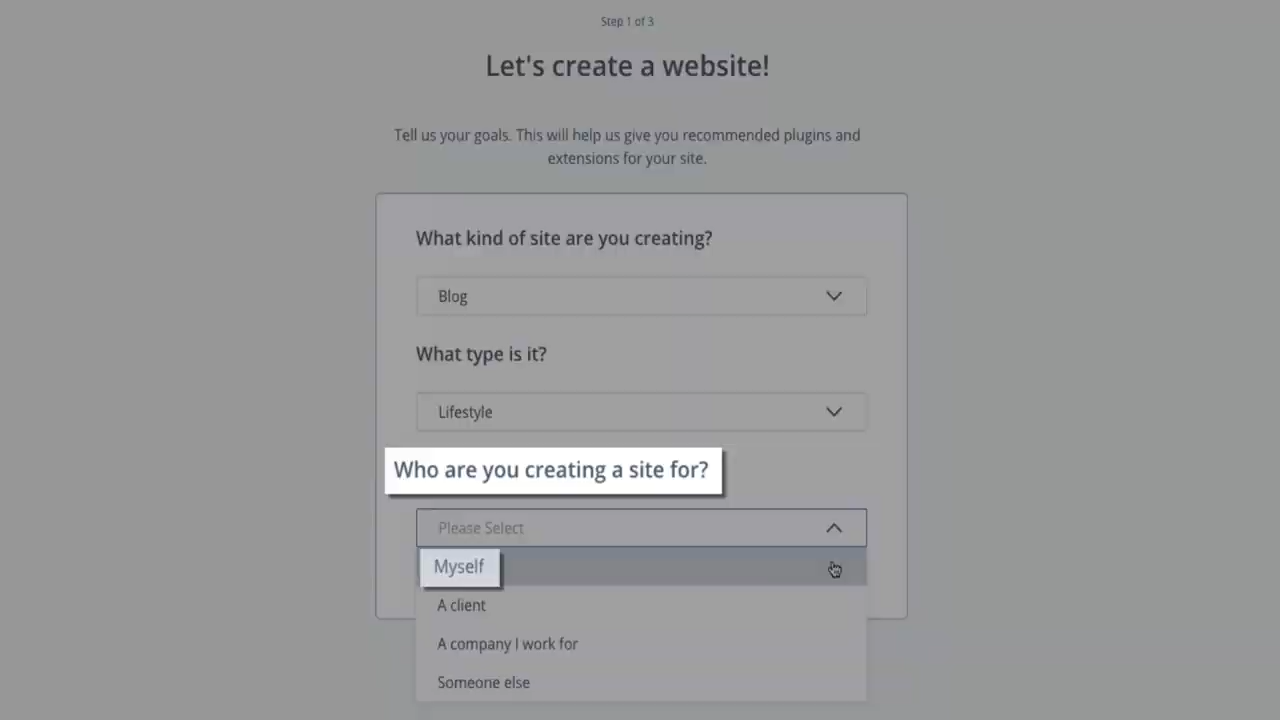 Step 1 of 3
Let's create a website!
Tell us your goals. This will help us give you recommended plugins and
extensions for your site.
What kind of site are you creating?
Blog
What type is it?
Lifestyle
Who are you creating a site for?
Please Select
Myself
A client
A company I work for
Someone else